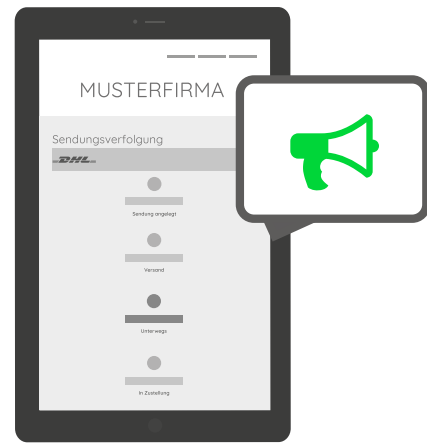 MUSTERFIRMA
Sendungsverfolgung
DHL
Sendung angelegt
Versand
Unterwegs
In Zustellung